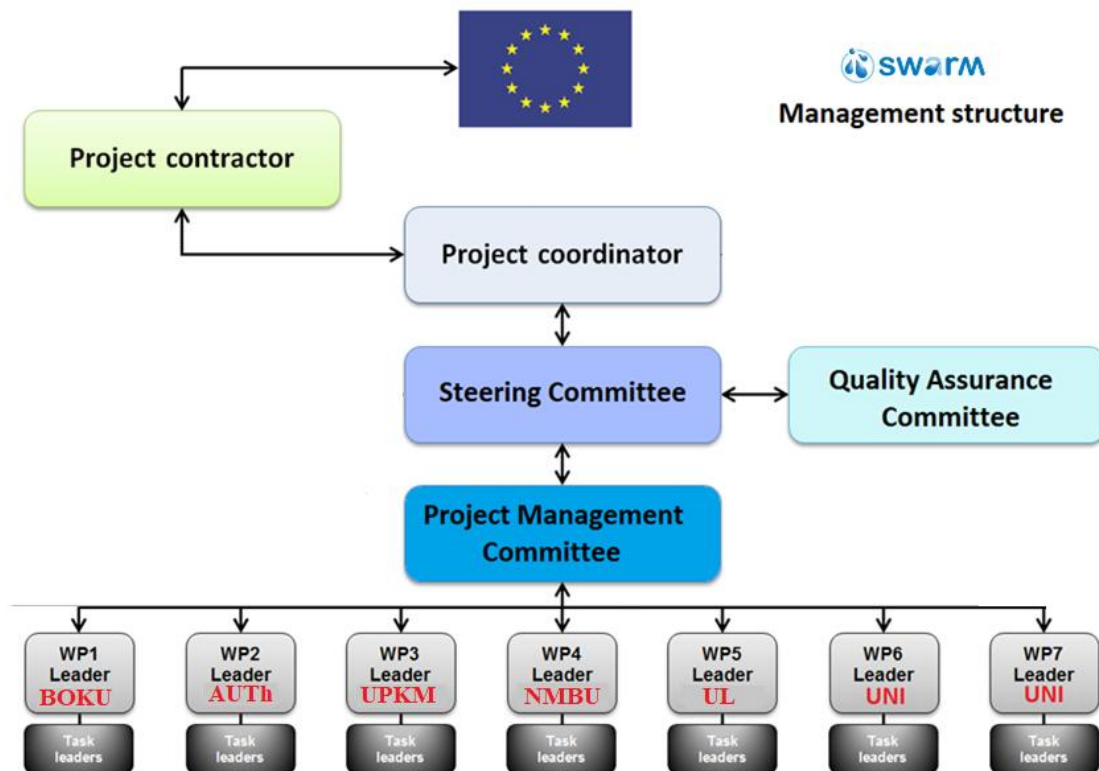 swarm
Management structure
Project contractor
Project coordinator
Steering Committee
Quality Assurance
Committee
Project Management
Committee
WP1
Leader
BOKU
WP2
Leader
AUTh
WP3
Leader
UPKM
WP4
Leader
NMBU
WP5
Leader
UL
WP6
Leader
UNI
WP7
Leader
UNI
Task
leaders
Task
leaders
Task
leaders
Task
leaders
Task
leaders
Task
leaders
Task
leaders